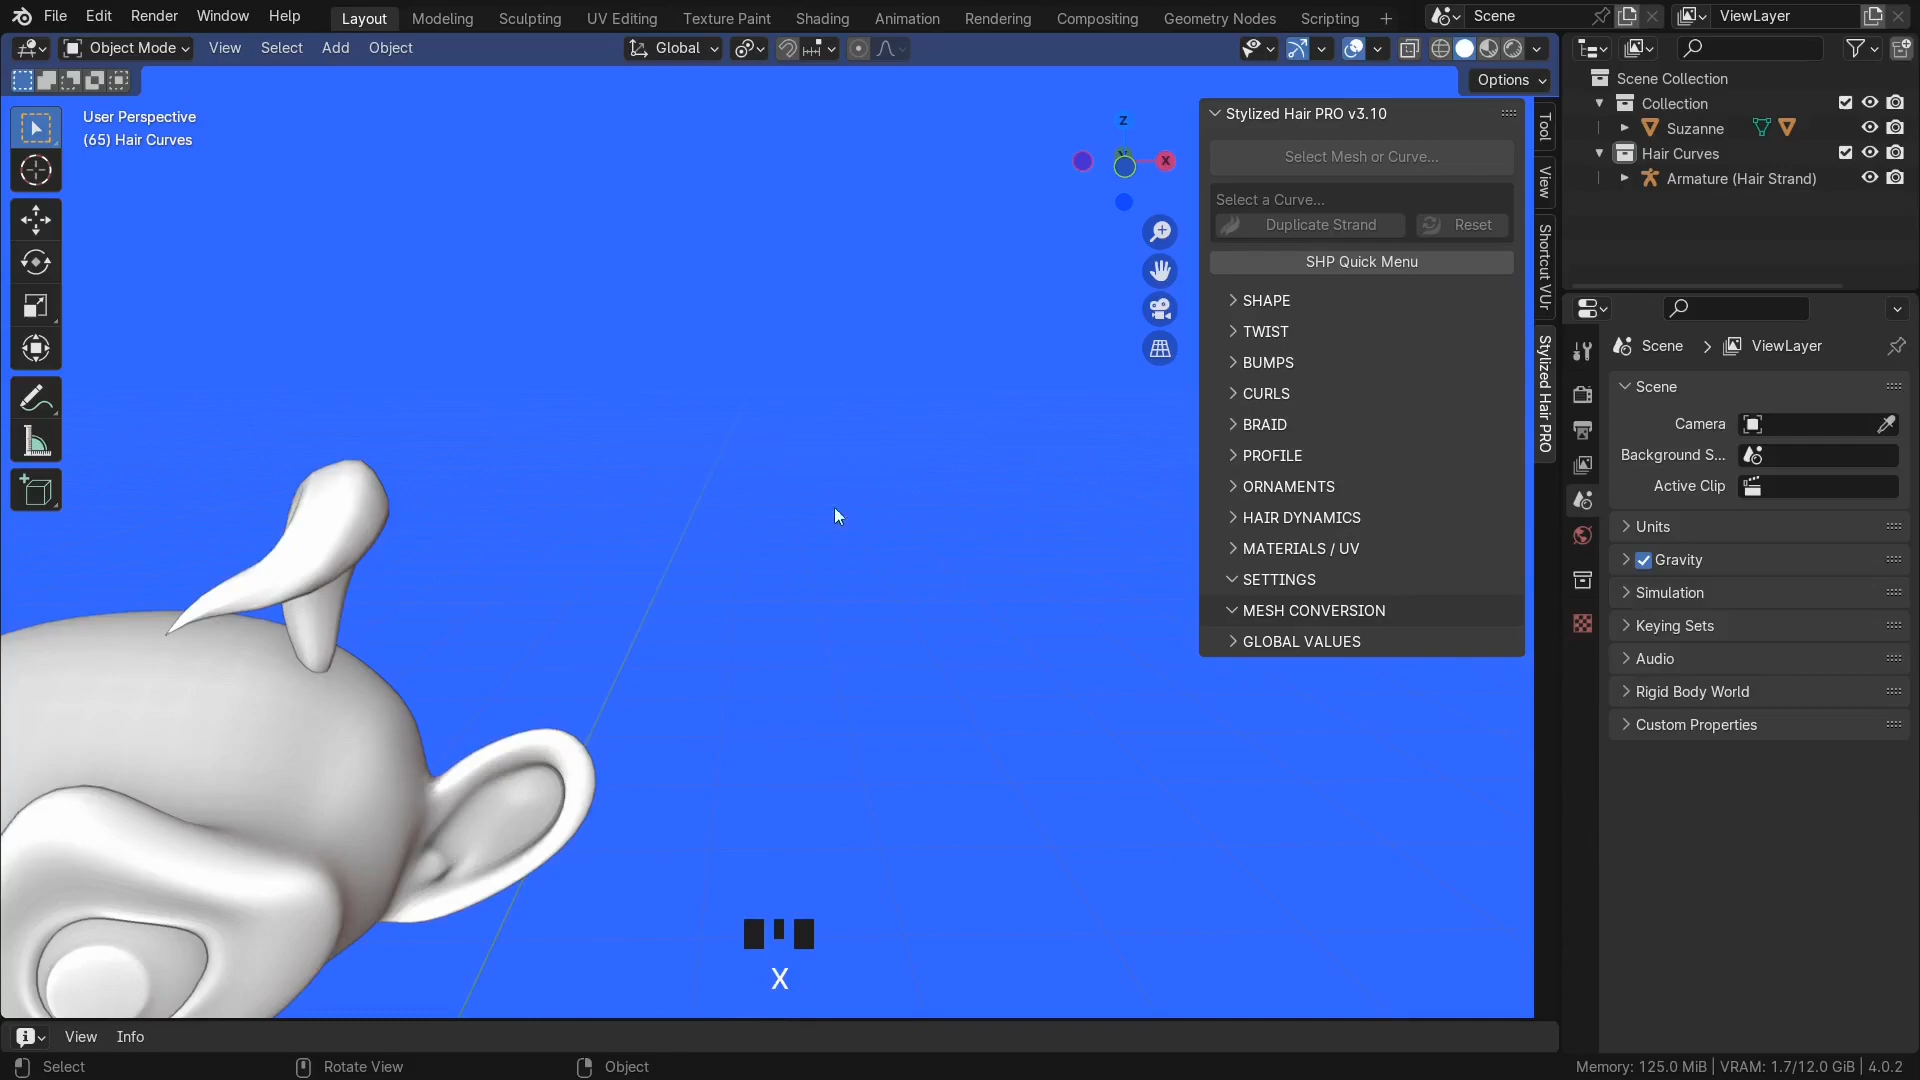 File Edit Render Window Help
Layout Modeling Sculpting UV Editing Texture Paint Shading Animation Rendering Compositing Geometry Nodes Scripting +
Scene
ViewLayer
Object Mode View Select Add Object
Global
Options
User Perspective
(65) Hair Curves
Z
X
Stylized Hair PRO v3.10
Select Mesh or Curve...
Select a Curve...
Duplicate Strand
Reset
SHP Quick Menu
SHAPE
TWIST
BUMPS
CURLS
BRAID
PROFILE
ORNAMENTS
HAIR DYNAMICS
MATERIALS / UV
SETTINGS
MESH CONVERSION
GLOBAL VALUES
Tool
View
Shortcut VUr
Stylized Hair PRO
Scene Collection
Collection
Suzanne
Hair Curves
Armature (Hair Strand)
Scene > ViewLayer
Scene
Camera
Background S...
Active Clip
Units
Gravity
Simulation
Keying Sets
Audio
Rigid Body World
Custom Properties
X
View Info
Select
Rotate View
Object
Memory: 125.0 MiB | VRAM: 1.7/12.0 GiB | 4.0.2